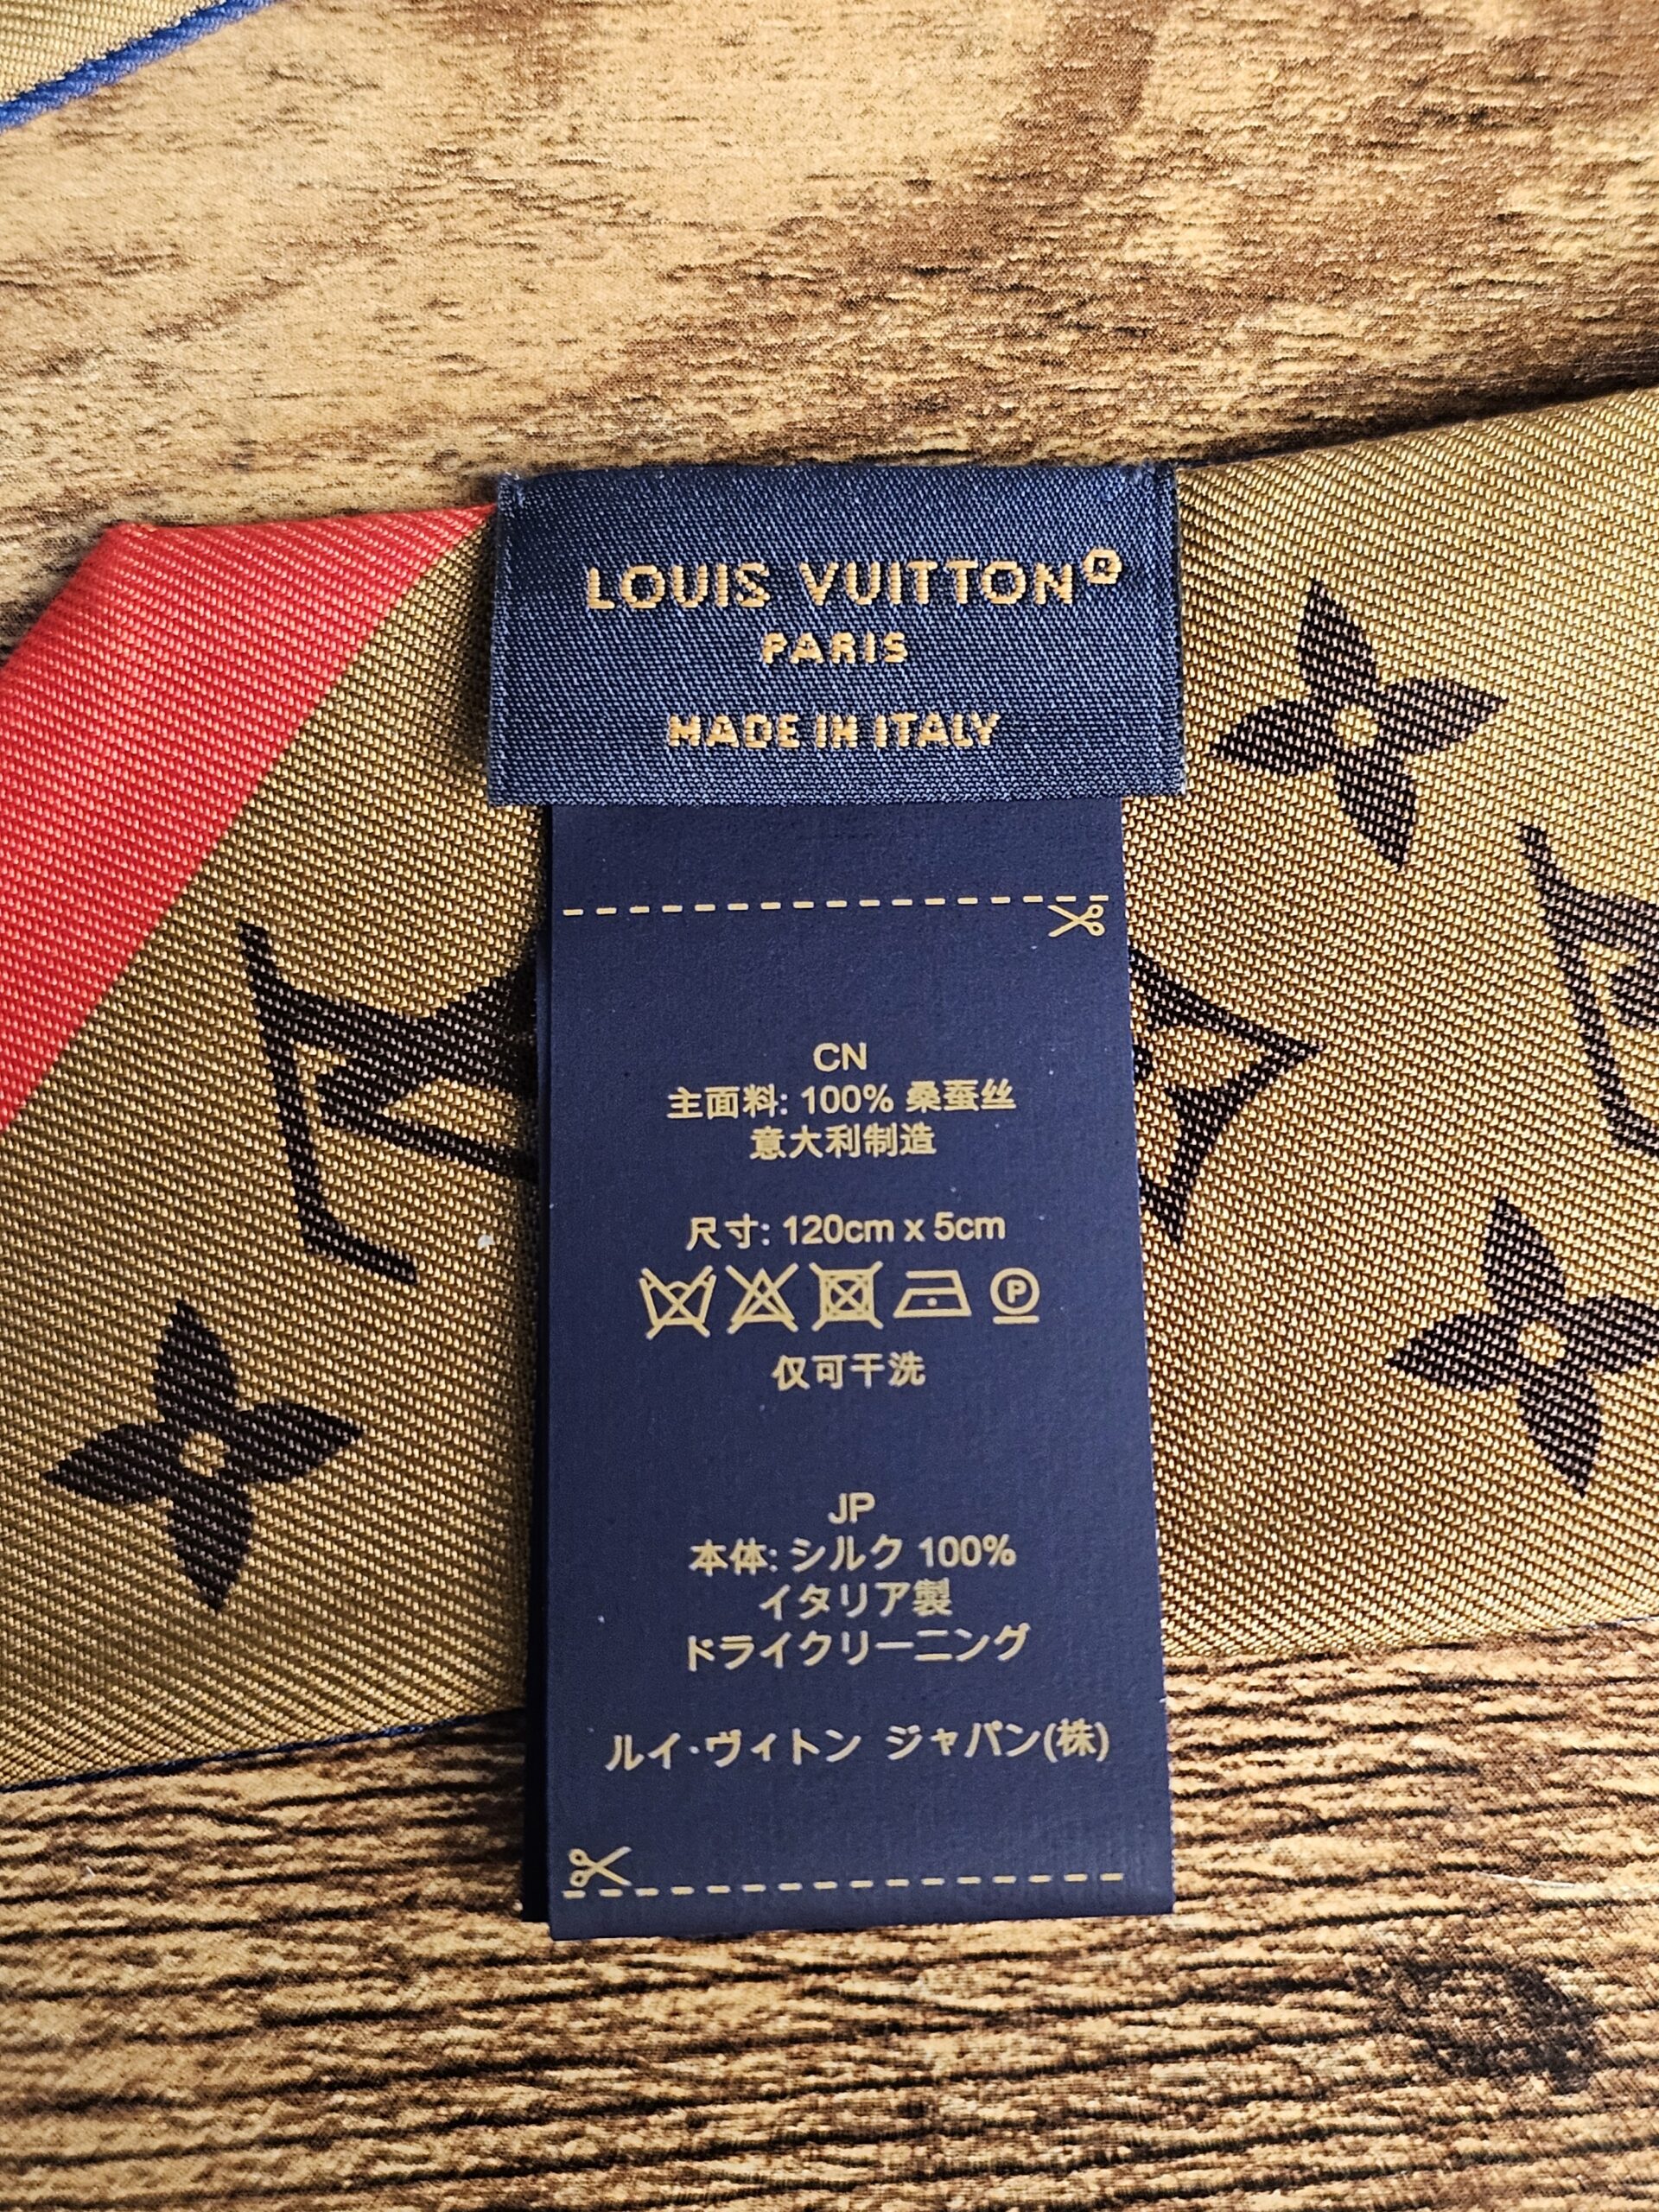 LOUIS VUITTON®
PARIS
MADE IN ITALY
CN
主面料: 100% 桑蚕丝
意大利制造
尺寸: 120cm x 5cm
P
仅可干洗
JP
本体: シルク 100%
イタリア製
ドライクリーニング
ルイ·ヴィトン ジャパン(株)